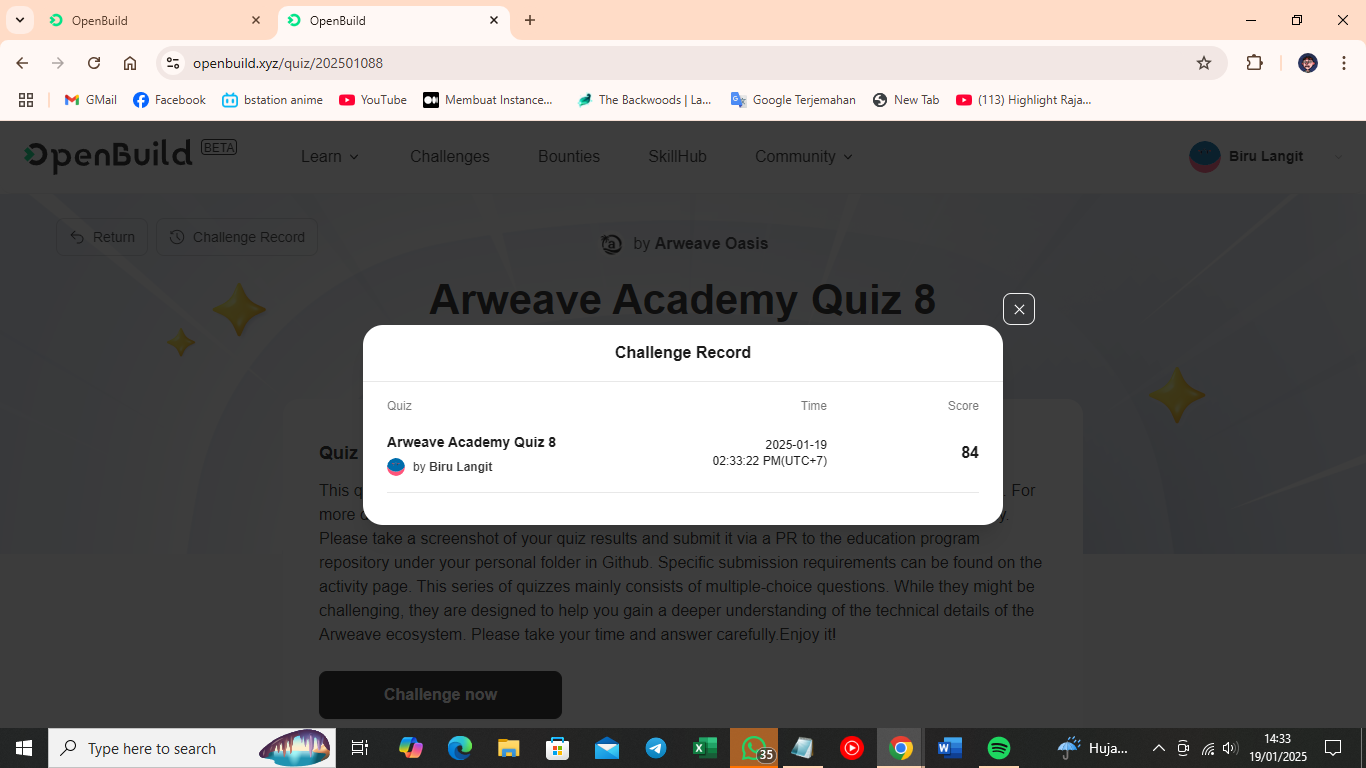 OpenBuild
OpenBuild
openbuild.xyz/quiz/202501088
GMail
Facebook
bstation anime
YouTube
Membuat Instance...
The Backwoods | La...
Google Terjemahan
New Tab
(113) Highlight Raja...
OpenBuild BETA
Learn
Challenges
Bounties
SkillHub
Community
Biru Langit
Return
Challenge Record
by Arweave Oasis
Arweave Academy Quiz 8
Challenge Record
Quiz
Time
Score
Arweave Academy Quiz 8
by Biru Langit
2025-01-19
02:33:22 PM(UTC+7)
84
Quiz
This
. For
more
Please take a screenshot of your quiz results and submit it via a PR to the education program
repository under your personal folder in Github. Specific submission requirements can be found on the
activity page. This series of quizzes mainly consists of multiple-choice questions. While they might be
challenging, they are designed to help you gain a deeper understanding of the technical details of the
Arweave ecosystem. Please take your time and answer carefully.Enjoy it!
Challenge now
Type here to search
35
Huja...
14:33
19/01/2025